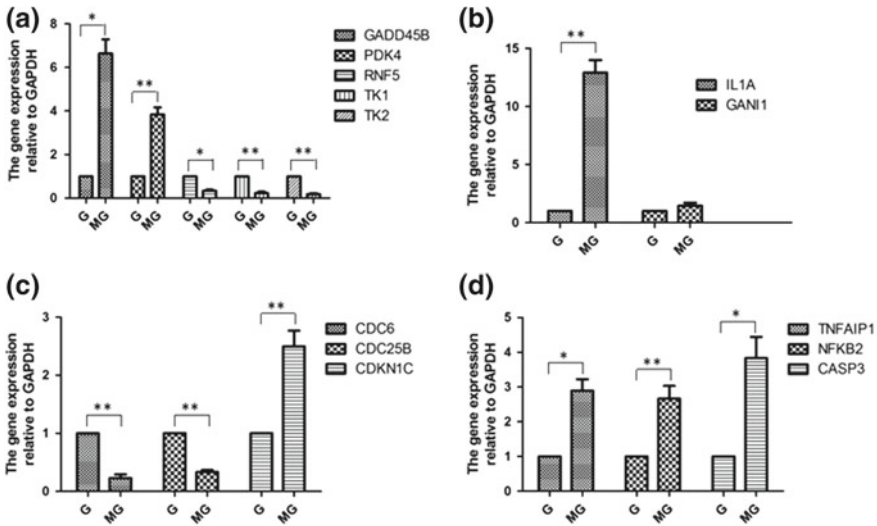 (a)
The gene expression
relative to GAPDH
8
6
4
2
0
* ** * ** **
G MG G MG G MG G MG G MG
GADD45B
PDK4
RNF5
TK1
TK2
(b)
The gene expression
relative to GAPDH
15
10
5
0
**
G MG G MG
IL1A
GANI1
(c)
The gene expression
relative to GAPDH
3
2
1
0
** ** **
G MG G MG G MG
CDC6
CDC25B
CDKN1C
(d)
The gene expression
relative to GAPDH
5
4
3
2
1
0
* ** *
G MG G MG G MG
TNFAIP1
NFKB2
CASP3